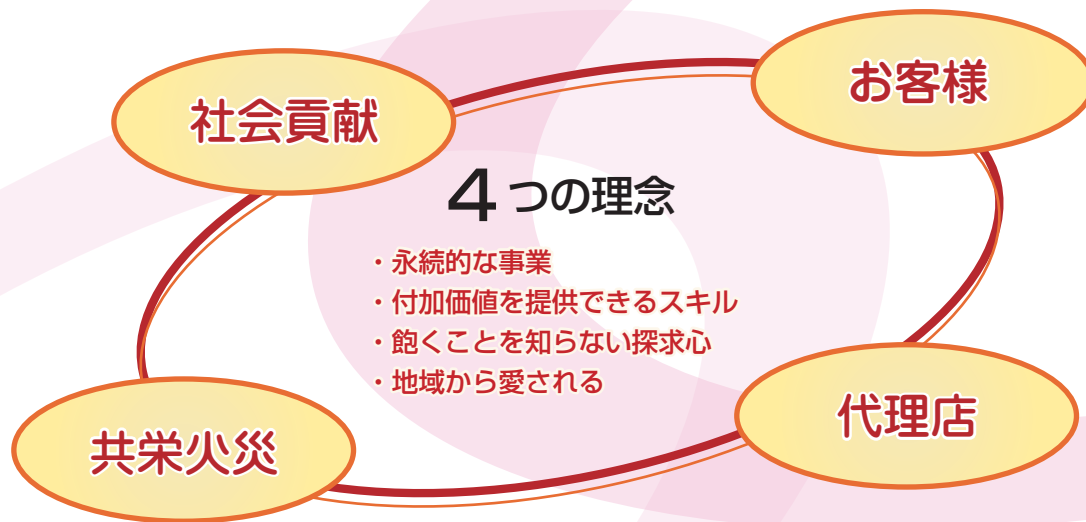 社会貢献
お客様
4つの理念
・永続的な事業
・付加価値を提供できるスキル
・飽くことを知らない探求心
・地域から愛される
共栄火災
代理店